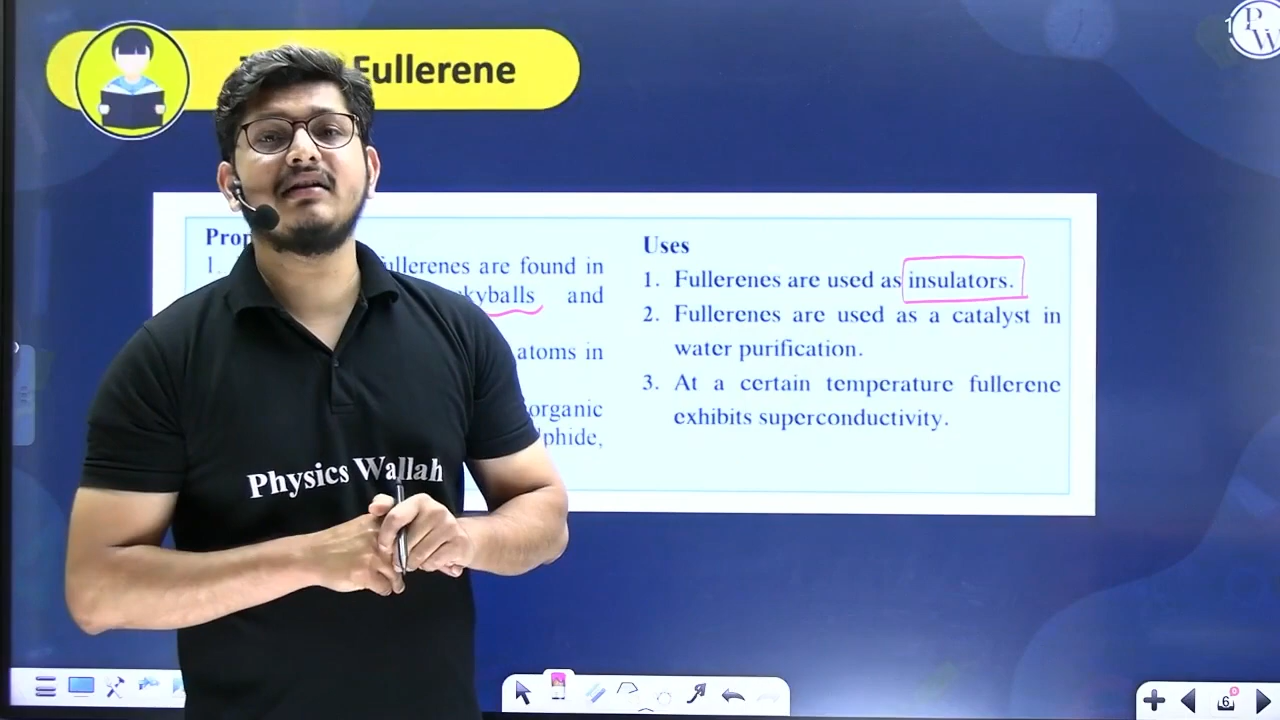 Fullerene
P
W
Prop
1.
fullerenes are found in
kyballs and
atoms in
organic
lphide,
Uses
1. Fullerenes are used as insulators.
2. Fullerenes are used as a catalyst in
water purification.
3. At a certain temperature fullerene
exhibits superconductivity.
Physics Wallah
6